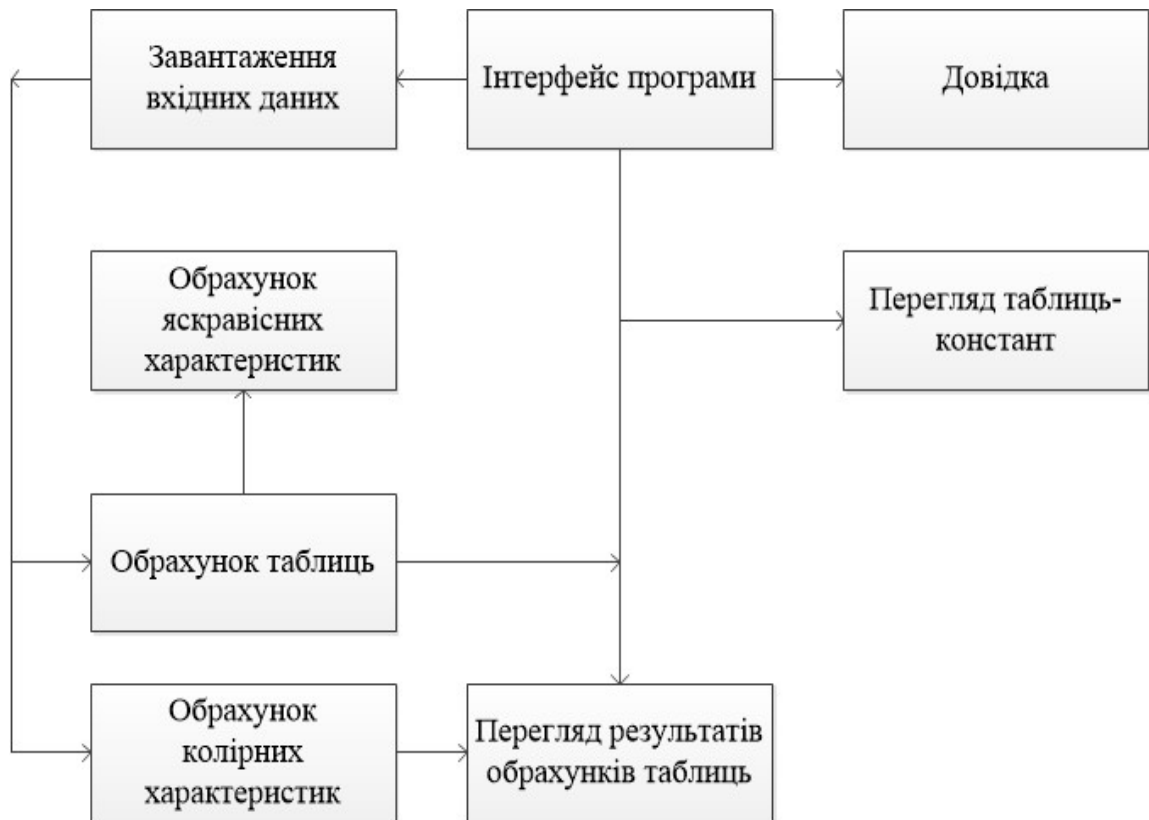 Завантаження
вхідних даних
Інтерфейс програми
Довідка
Обрахунок
яскравісних
характеристик
Перегляд таблиць-
констант
Обрахунок таблиць
Обрахунок
колірних
характеристик
Перегляд результатів
обрахунків таблиць